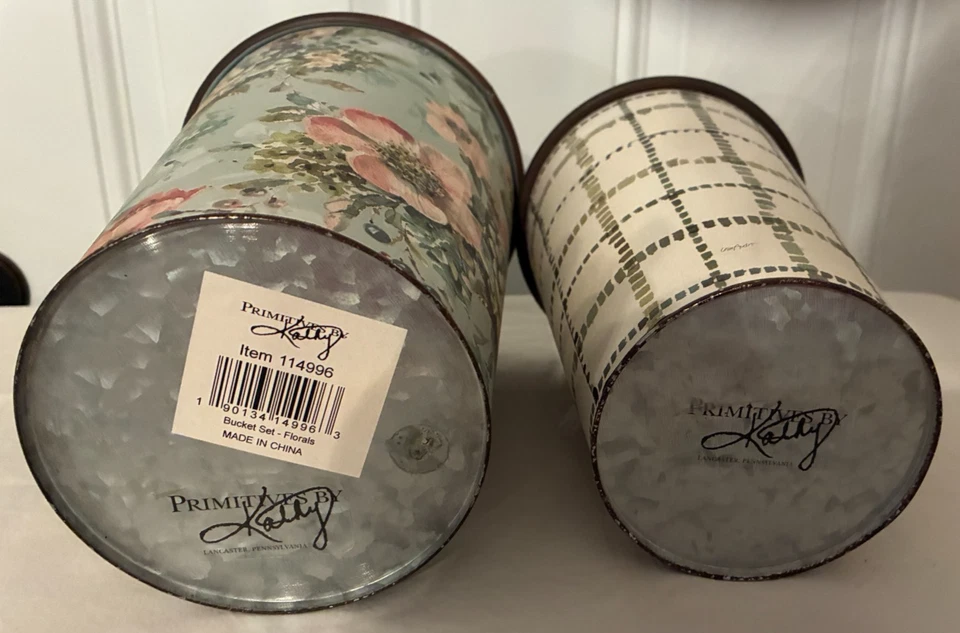 PRIMITIVES BY
Kathy
Item 114996
1 90134 14996 3
Bucket Set - Florals
MADE IN CHINA
PRIMITIVES BY
Kathy
LANCASTER, PENNSYLVANIA
PRIMITIVES BY
Kathy
LANCASTER, PENNSYLVANIA